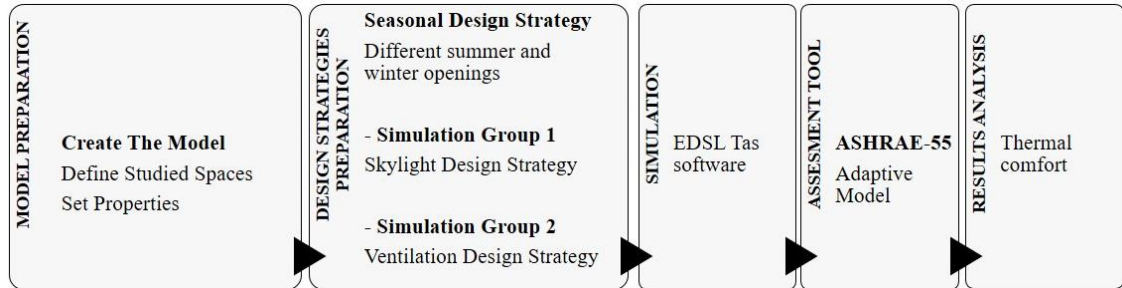 MODEL PREPARATION
Create The Model
Define Studied Spaces
Set Properties
DESIGN STRATEGIES
PREPARATION
Seasonal Design Strategy
Different summer and
winter openings
- Simulation Group 1
Skylight Design Strategy
- Simulation Group 2
Ventilation Design Strategy
SIMULATION
EDSL Tas
software
ASSESMENT TOOL
ASHRAE-55
Adaptive
Model
RESULTS ANALYSIS
Thermal
comfort